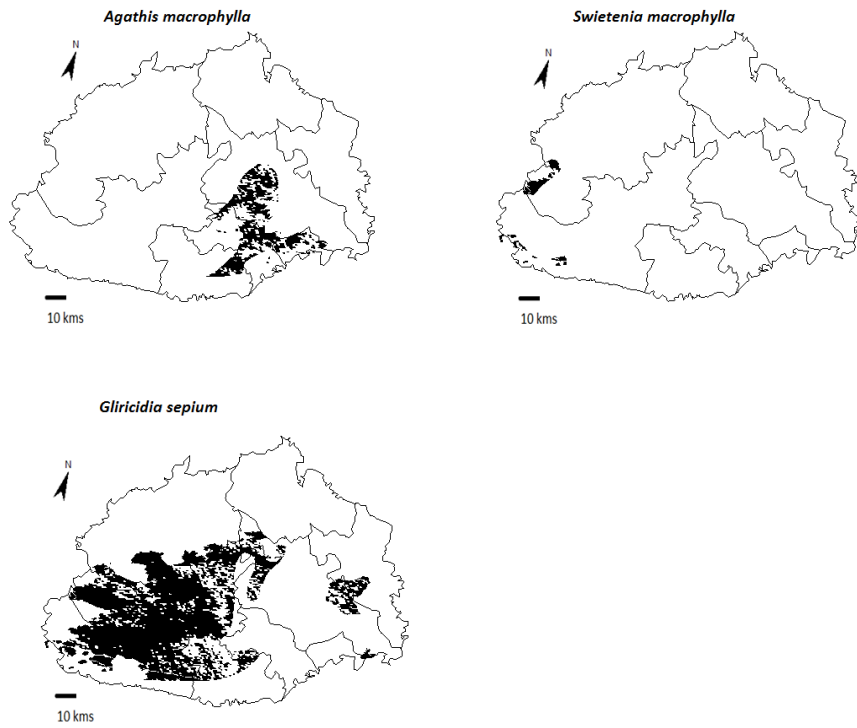 Agathis macrophylla
Swietenia macrophylla
N
N
10 kms
10 kms
Gliricidia sepium
N
10 kms